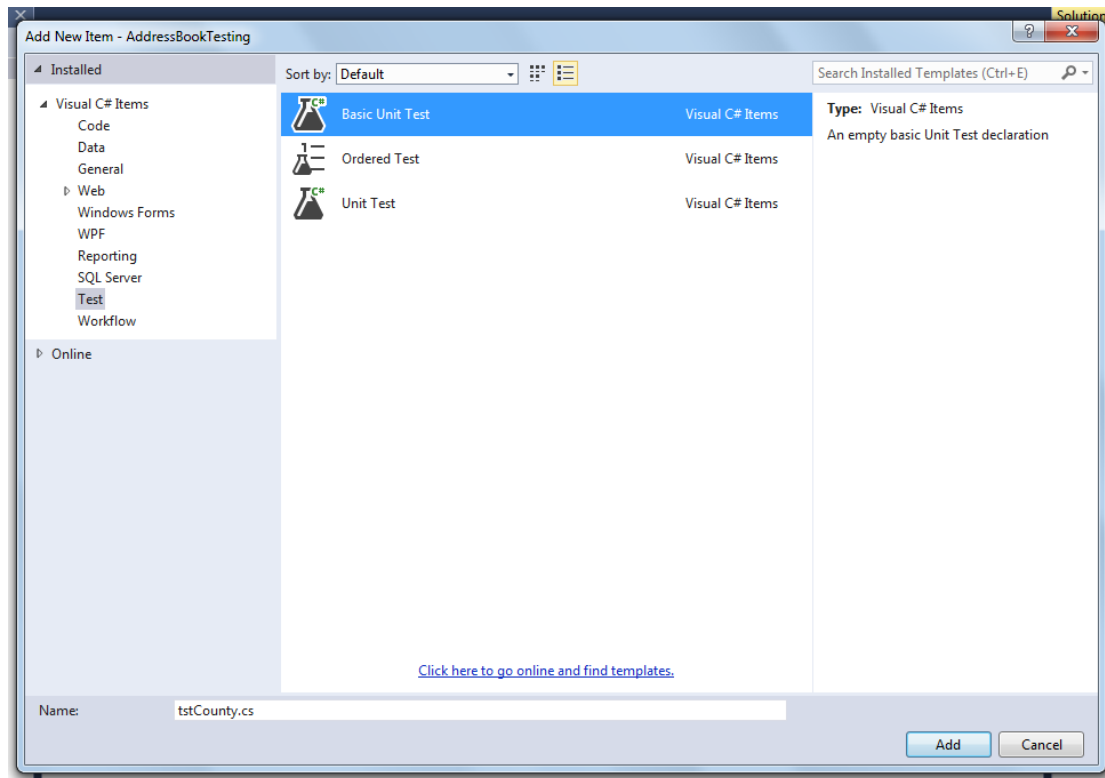 Solution
Add New Item - AddressBookTesting
Installed
Sort by: Default
Search Installed Templates (Ctrl+E)
Visual C# Items
Code
Data
General
Web
Windows Forms
WPF
Reporting
SQL Server
Test
Workflow
Online
C#
Basic Unit Test Visual C# Items
1
Ordered Test Visual C# Items
C#
Unit Test Visual C# Items
Type: Visual C# Items
An empty basic Unit Test declaration
Click here to go online and find templates.
Name: tstCounty.cs
Add Cancel